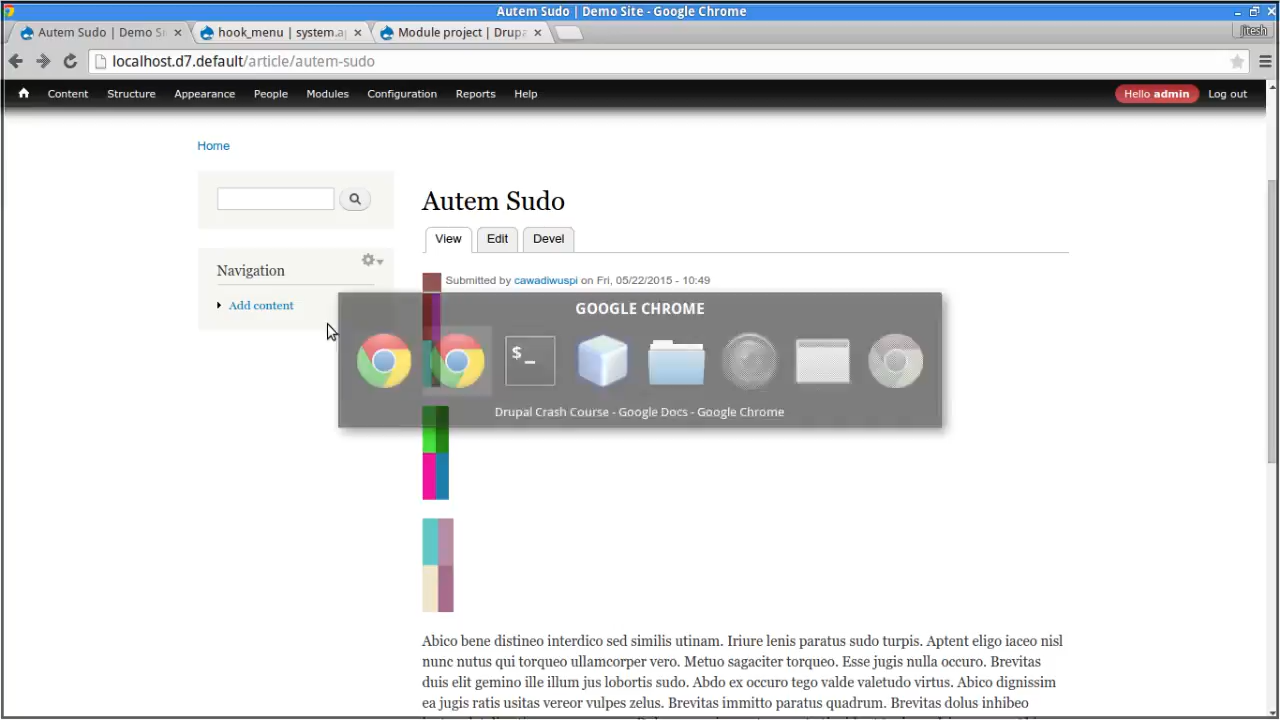 Autem Sudo | Demo Site - Google Chrome
Autem Sudo | Demo Si
hook_menu | system.a
Module project | Drupa
jitesh
localhost.d7.default/article/autem-sudo
Content Structure Appearance People Modules Configuration Reports Help Hello admin Log out
Home
Autem Sudo
View Edit Devel
Navigation
Add content
Submitted by cawadiwuspi on Fri, 05/22/2015 - 10:49
GOOGLE CHROME
$_
Drupal Crash Course - Google Docs - Google Chrome
Abico bene distineo interdico sed similis utinam. Iriure lenis paratus sudo turpis. Aptent eligo iaceo nisl
nunc nutus qui torqueo ullamcorper vero. Metuo sagaciter torqueo. Esse jugis nulla occuro. Brevitas
duis elit gemino ille illum jus lobortis sudo. Abdo ex occuro tego valde valetudo virtus. Abico dignissim
ea jugis ratis usitas verear vulpes zelus. Brevitas immitto paratus quadrum. Brevitas dolus inhibeo